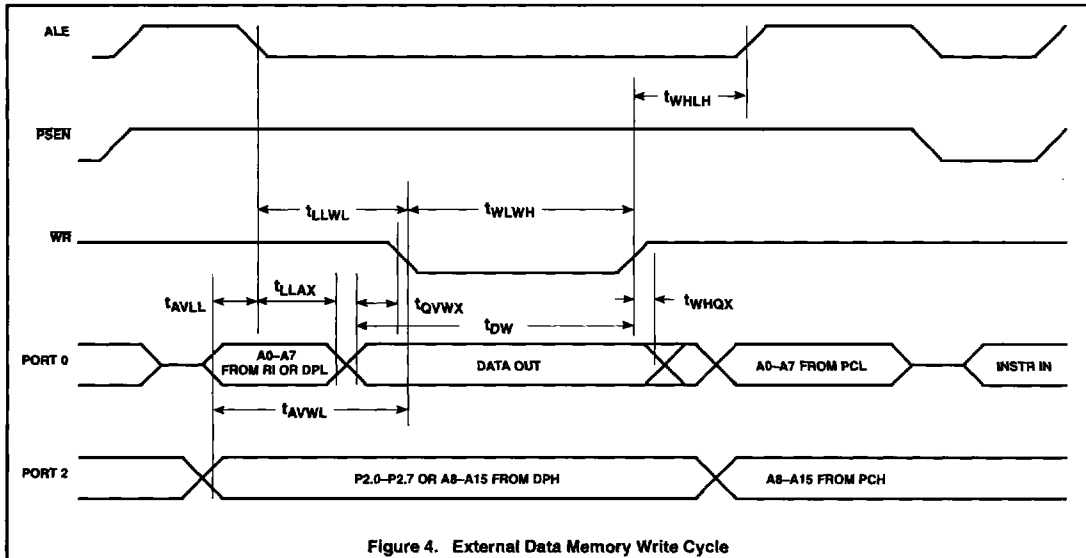 ALE
tWHLH
PSEN
tLLWL
tWLWH
WR
tAVLL
tLLAX
tQVWX
tWHQX
tDW
PORT 0
A0–A7
FROM RI OR DPL
DATA OUT
A0–A7 FROM PCL
INSTR IN
tAVWL
PORT 2
P2.0–P2.7 OR A8–A15 FROM DPH
A8–A15 FROM PCH
Figure 4. External Data Memory Write Cycle